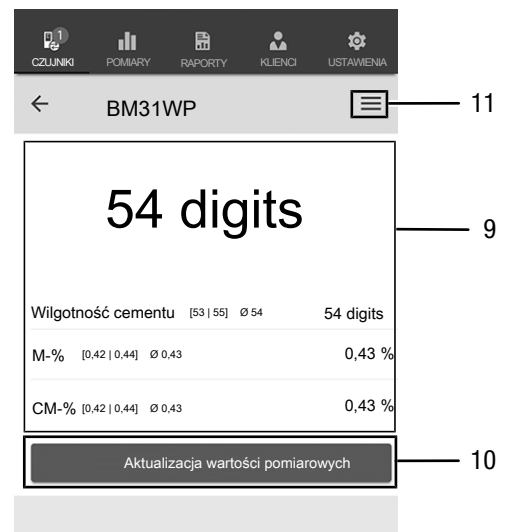 1
CZUJNIKI POMIARY RAPORTY KLIENCI USTAWIENIA
BM31WP 11
54 digits 9
Wilgotność cementu [53 | 55] Ø 54 54 digits
M-% [0,42 | 0,44] Ø 0,43 0,43 %
CM-% [0,42 | 0,44] Ø 0,43 0,43 %
Aktualizacja wartości pomiarowych 10